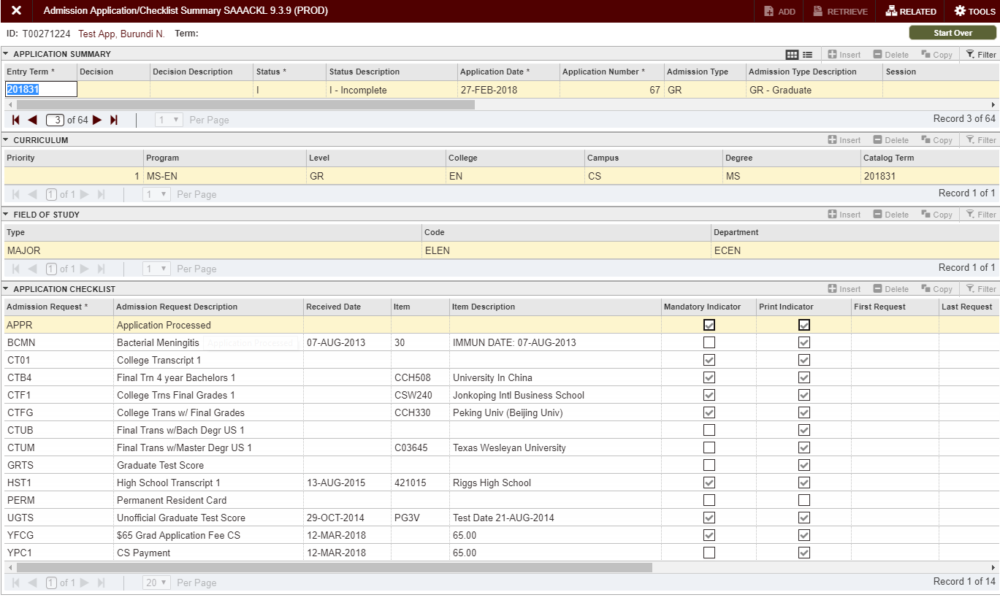 Admission Application/Checklist Summary SAAACKL 9.3.9 (PROD) ADD RETRIEVE RELATED TOOLS
ID: T00271224 Test App, Burundi N. Term: Start Over
APPLICATION SUMMARY Insert Delete Copy Filter
Entry Term * Decision Decision Description Status * Status Description Application Date * Application Number * Admission Type Admission Type Description Session
201831 I I - Incomplete 27-FEB-2018 67 GR GR - Graduate
3 of 64 1 Per Page Record 3 of 64
CURRICULUM Insert Delete Copy Filter
Priority Program Level College Campus Degree Catalog Term
1 MS-EN GR EN CS MS 201831
1 of 1 1 Per Page Record 1 of 1
FIELD OF STUDY Insert Delete Copy Filter
Type Code Department
MAJOR ELEN ECEN
1 of 1 1 Per Page Record 1 of 1
APPLICATION CHECKLIST Insert Delete Copy Filter
Admission Request * Admission Request Description Received Date Item Item Description Mandatory Indicator Print Indicator First Request Last Request
APPR Application Processed
BCMN Bacterial Meningitis Application Processed 07-AUG-2013 30 IMMUN DATE: 07-AUG-2013
CT01 College Transcript 1
CTB4 Final Trn 4 year Bachelors 1 CCH508 University In China
CTF1 College Trns Final Grades 1 CSW240 Jonkoping Intl Business School
CTFG College Trans w/ Final Grades CCH330 Peking Univ (Beijing Univ)
CTUB Final Trans w/Bach Degr US 1
CTUM Final Trans w/Master Degr US 1 C03645 Texas Wesleyan University
GRTS Graduate Test Score
HST1 High School Transcript 1 13-AUG-2015 421015 Riggs High School
PERM Permanent Resident Card
UGTS Unofficial Graduate Test Score 29-OCT-2014 PG3V Test Date 21-AUG-2014
YFCG $65 Grad Application Fee CS 12-MAR-2018 65.00
YPC1 CS Payment 12-MAR-2018 65.00
1 of 1 20 Per Page Record 1 of 14